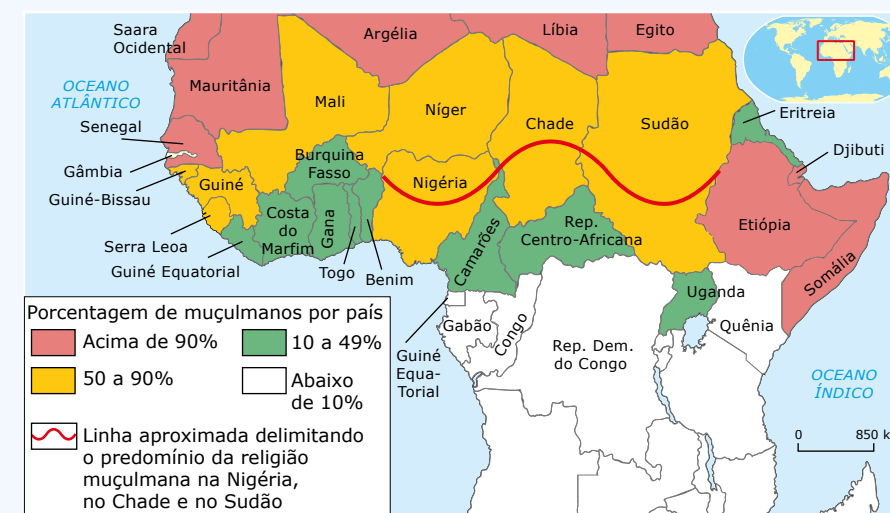 Saara
Ocidental
Argélia
Líbia
Egito
OCEANO
ATLÂNTICO
Mauritânia
Mali
Níger
Chade
Sudão
Eritreia
Senegal
Djibuti
Gâmbia
Burquina
Fasso
Nigéria
Guiné
Guiné-Bissau
Costa
do
Marfim
Gana
Camarões
Rep.
Centro-Africana
Etiópia
Somália
Serra Leoa
Guiné Equatorial
Togo
Benim
Uganda
Quênia
Gabão
Congo
Rep. Dem.
do Congo
Guiné
Equa-
Torial
OCEANO
ÍNDICO
0 850 k
Porcentagem de muçulmanos por país
Acima de 90%
10 a 49%
50 a 90%
Abaixo
de 10%
Linha aproximada delimitando
o predomínio da religião
muçulmana na Nigéria,
no Chade e no Sudão